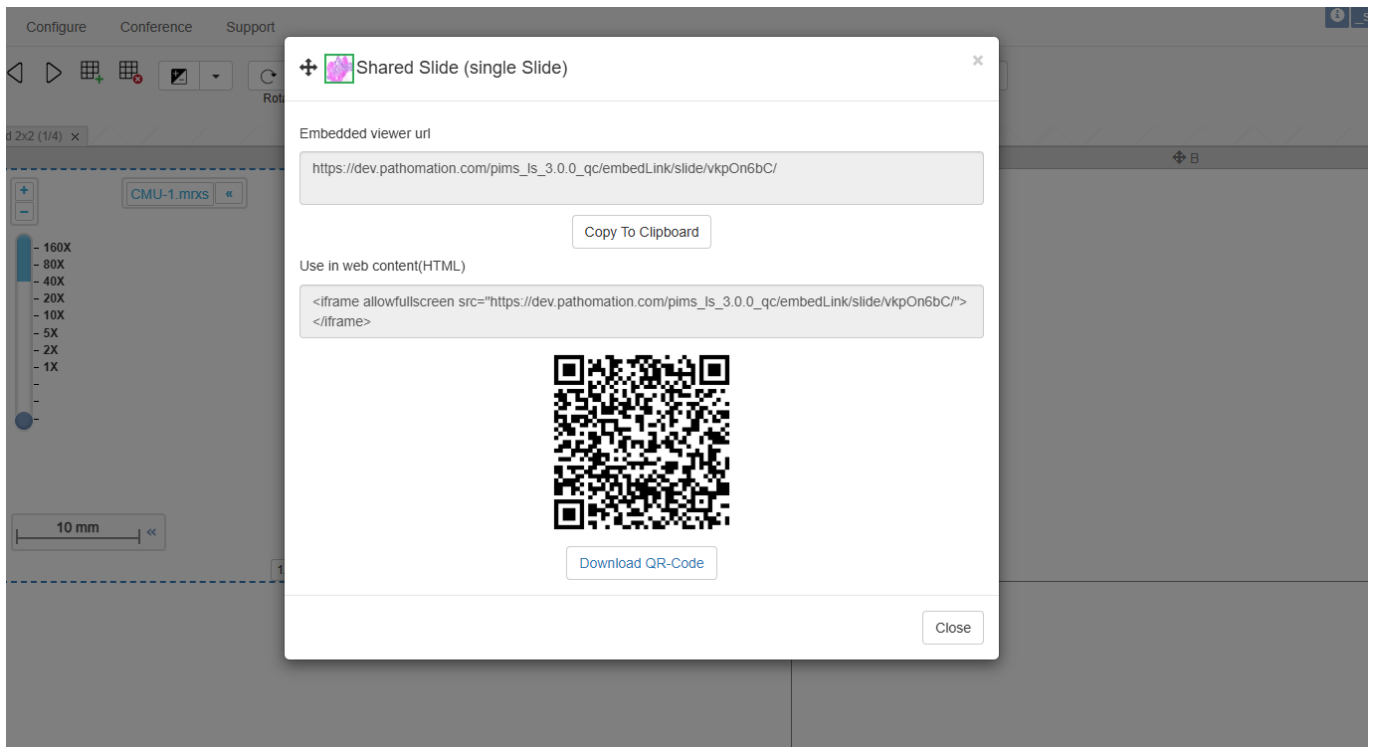 Configure Conference Support
Rot
d 2x2 (1/4) ×
B
CMU-1.mrxs «
160X
80X
40X
20X
10X
5X
2X
1X
10 mm «
1
Shared Slide (single Slide) ×
Embedded viewer url
https://dev.pathomation.com/pims_ls_3.0.0_qc/embedLink/slide/vkpOn6bC/
Copy To Clipboard
Use in web content(HTML)
<iframe allowfullscreen src="https://dev.pathomation.com/pims_ls_3.0.0_qc/embedLink/slide/vkpOn6bC/">
</iframe>
Download QR-Code
Close